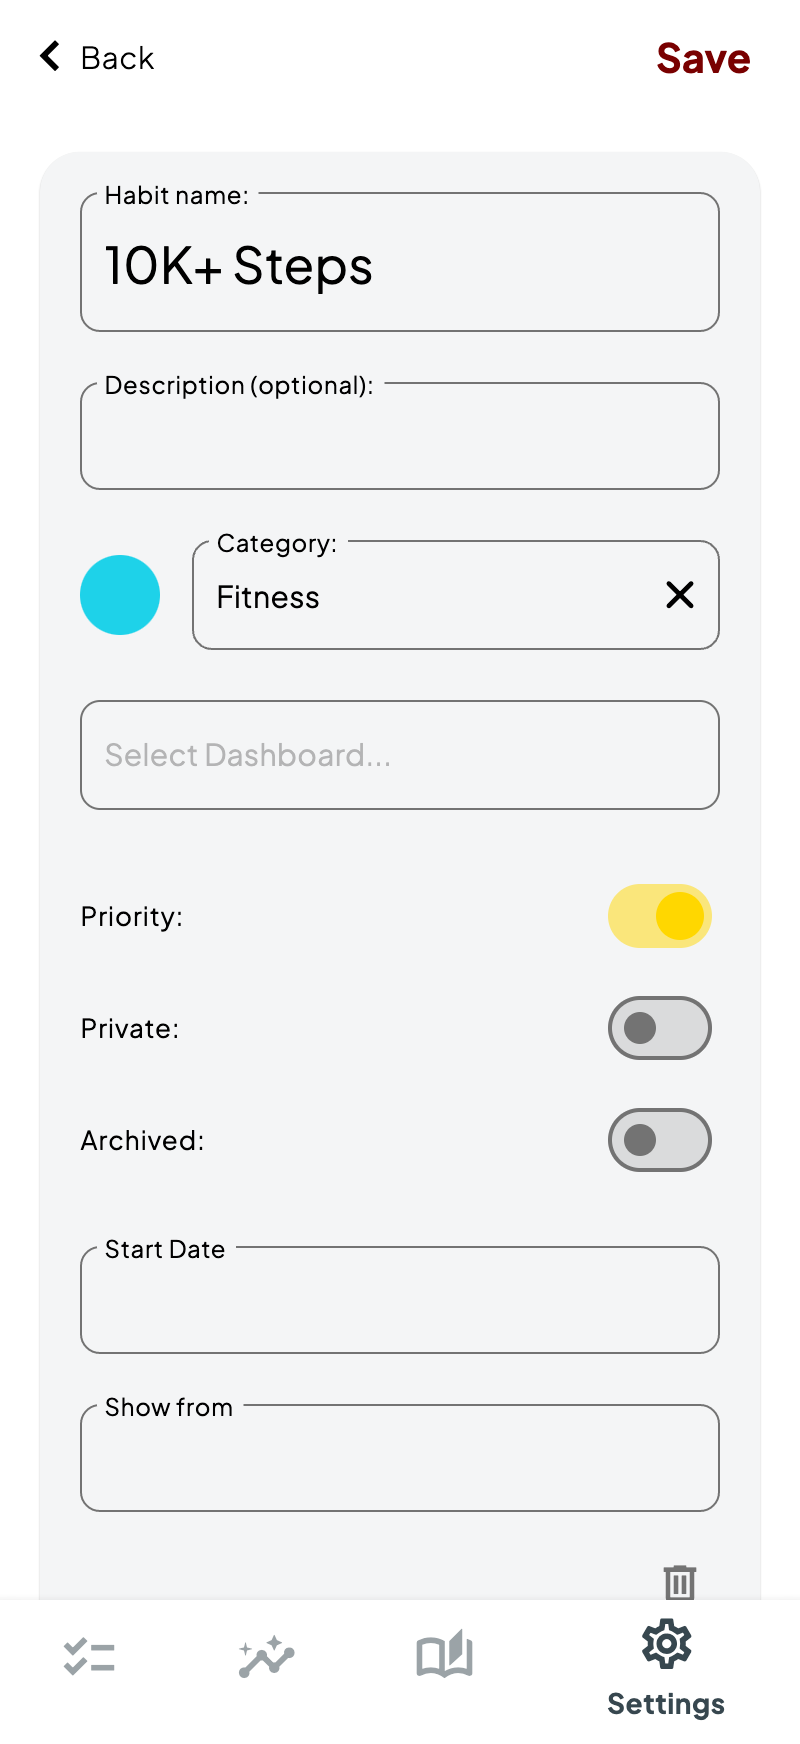 Back
Save
Habit name:
10K+ Steps
Description (optional):
Category:
Fitness
Select Dashboard...
Priority:
Private:
Archived:
Start Date
Show from
Settings